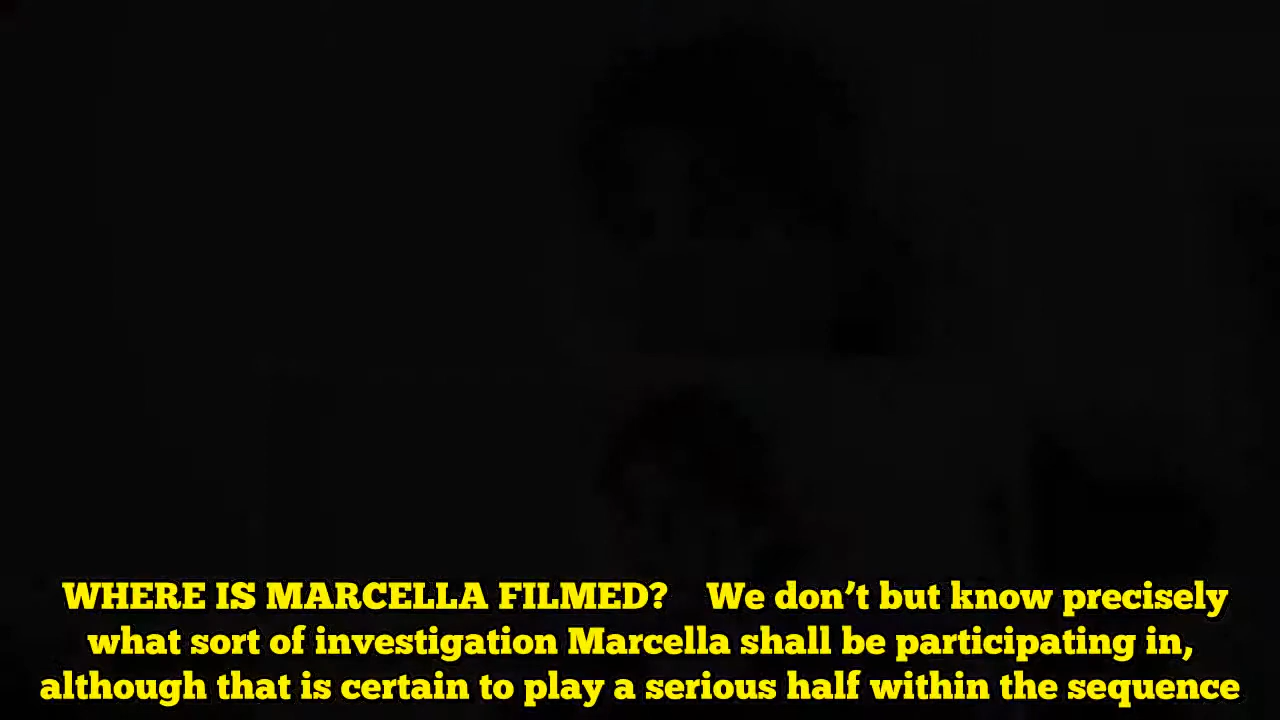 WHERE IS MARCELLA FILMED? We don’t but know precisely
what sort of investigation Marcella shall be participating in,
although that is certain to play a serious half within the sequence